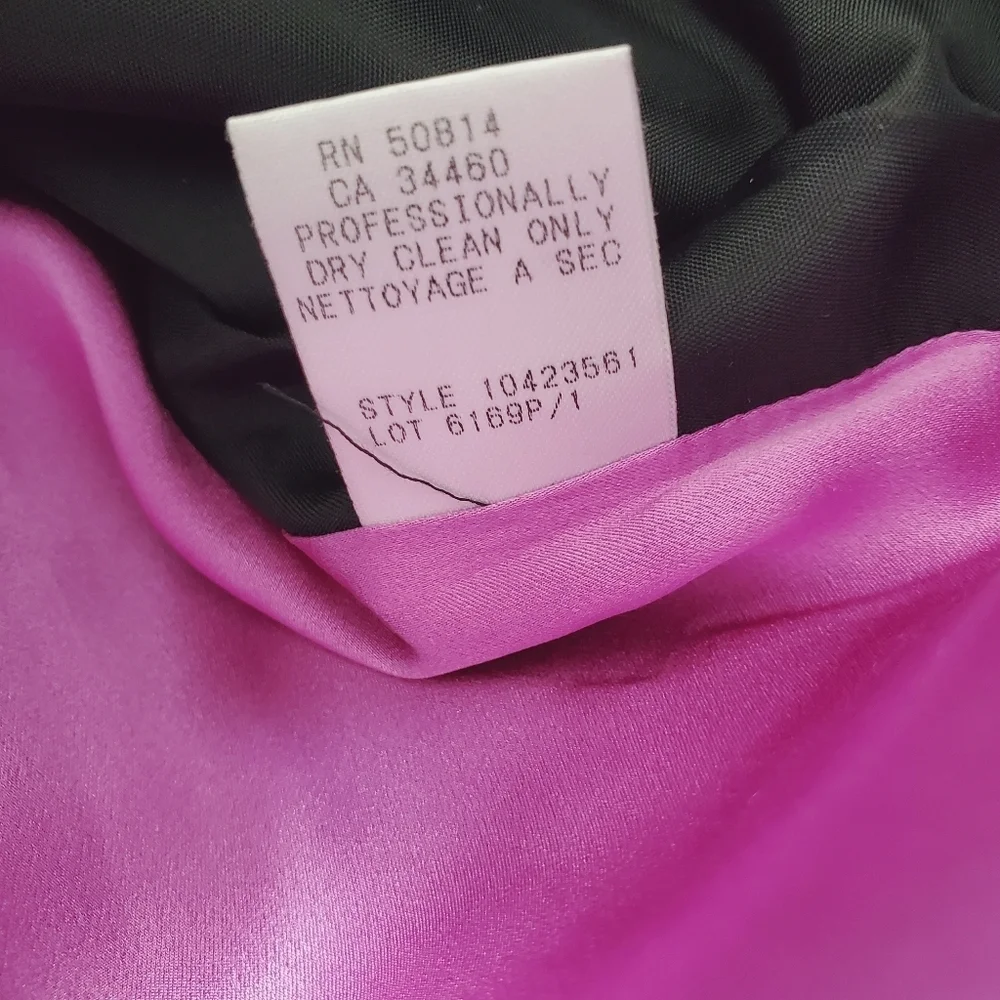 RN 50814
CA 34460
PROFESSIONALLY
DRY CLEAN ONLY
NETTOYAGE A SEC
STYLE 10423561
LOT 6169P/1